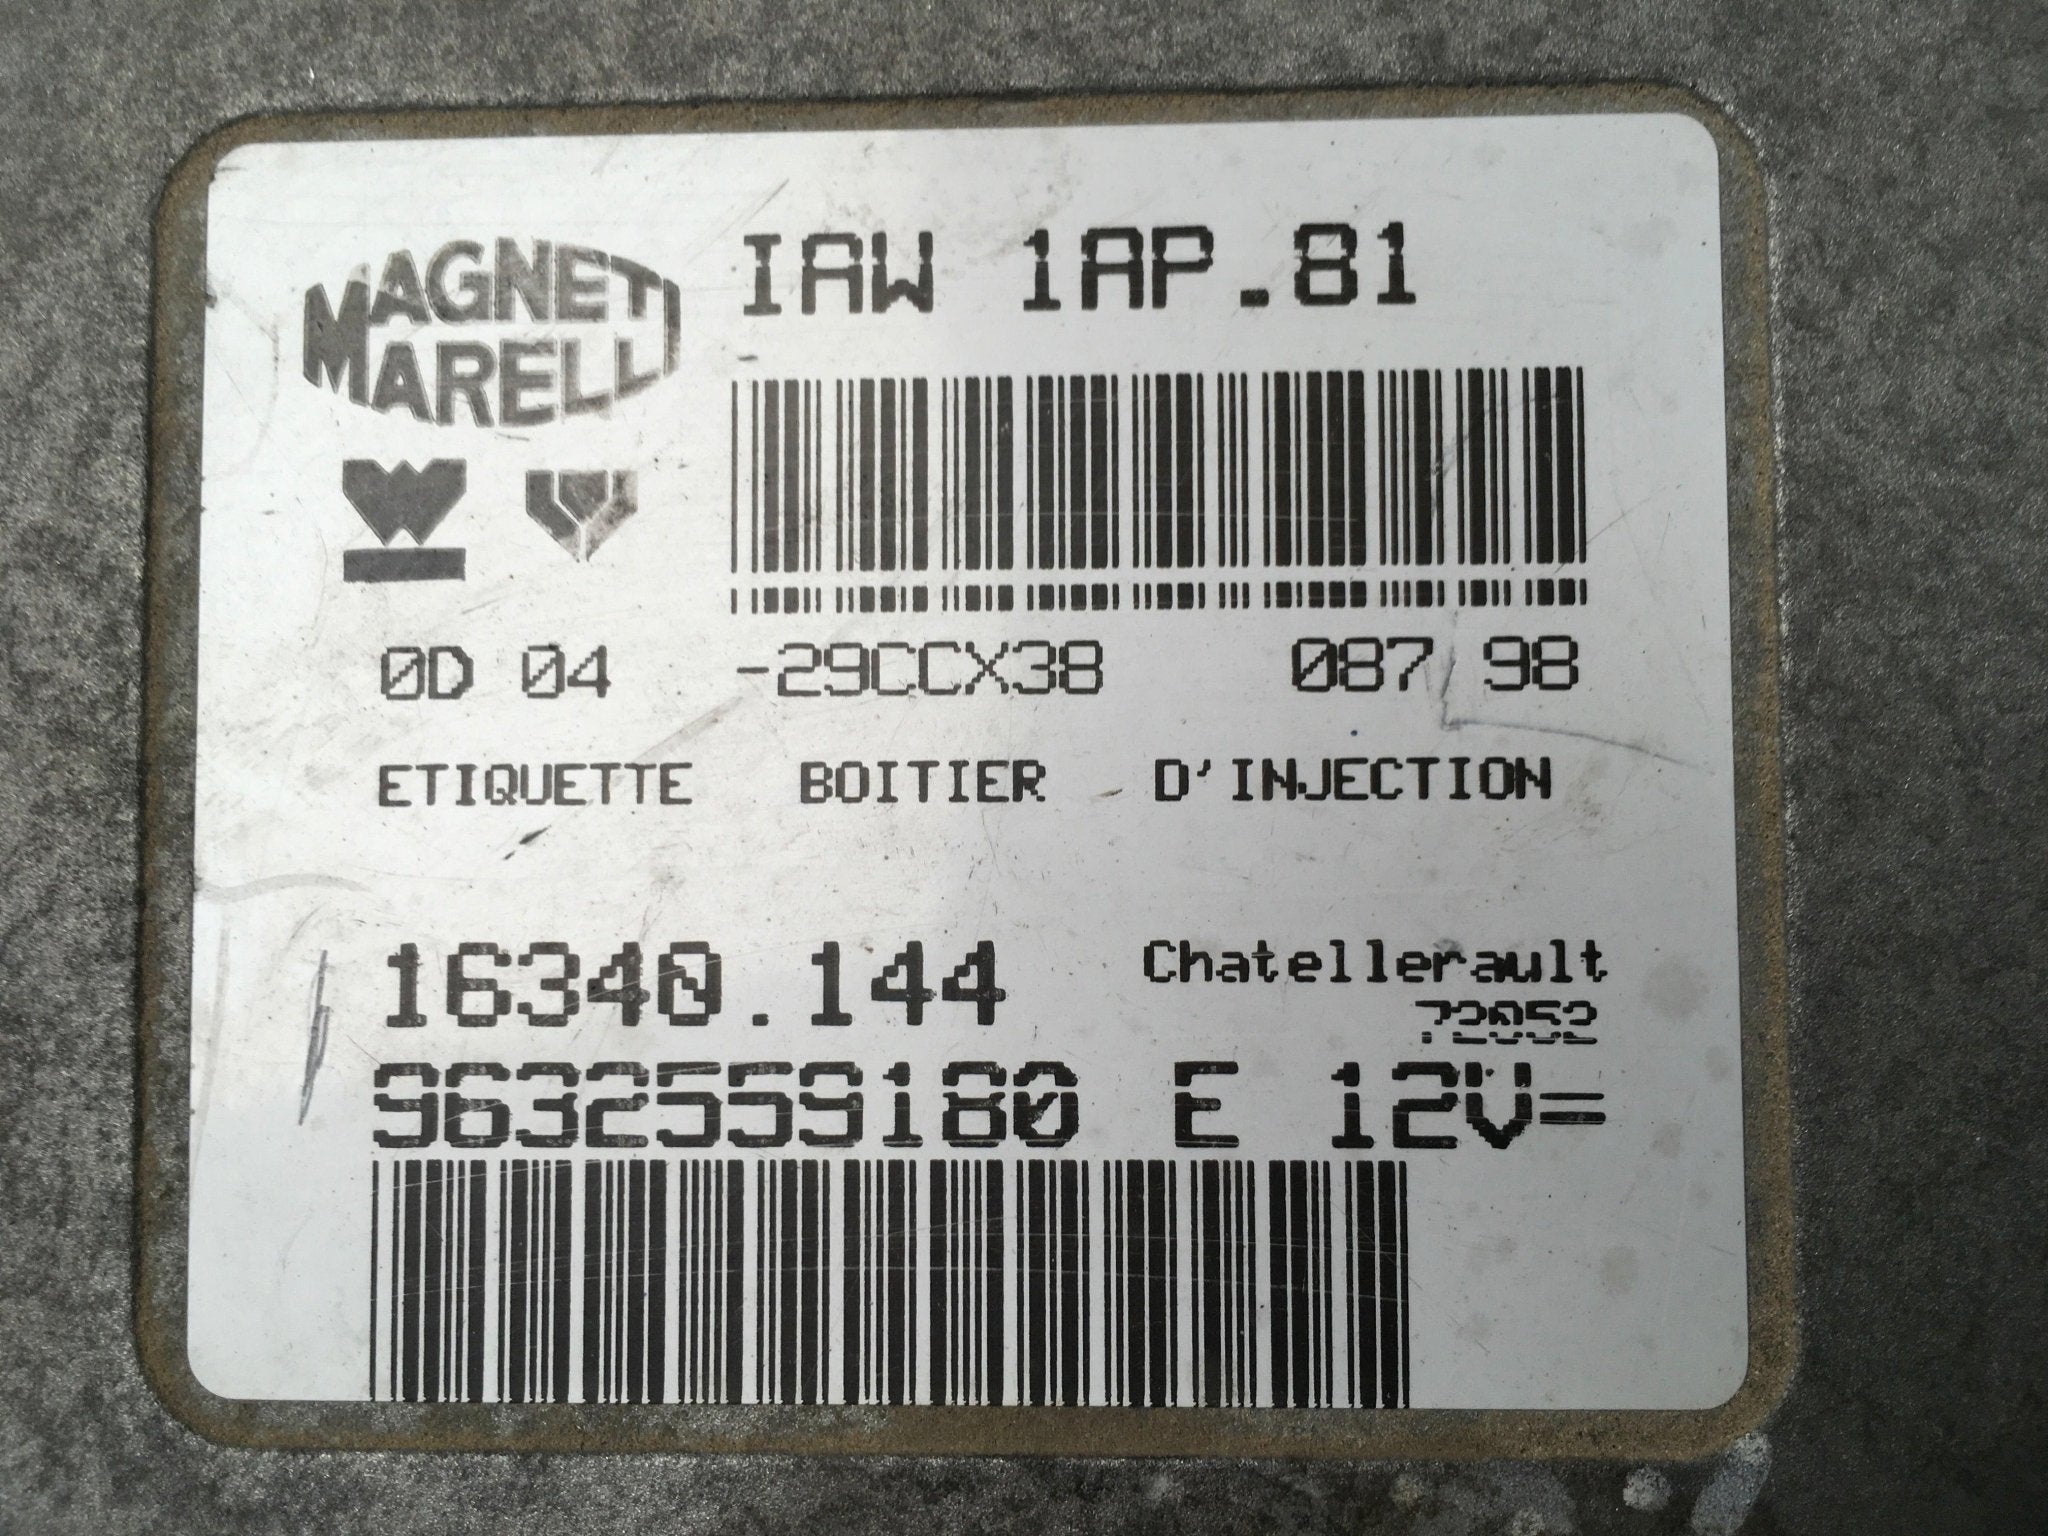 MAGNETI
MARELLI
IAW 1AP.81
0D 04 -29CCX38 087 98
ETIQUETTE BOITIER D'INJECTION
16340.144 Chatellerault
72052
9632559180 E 12V=